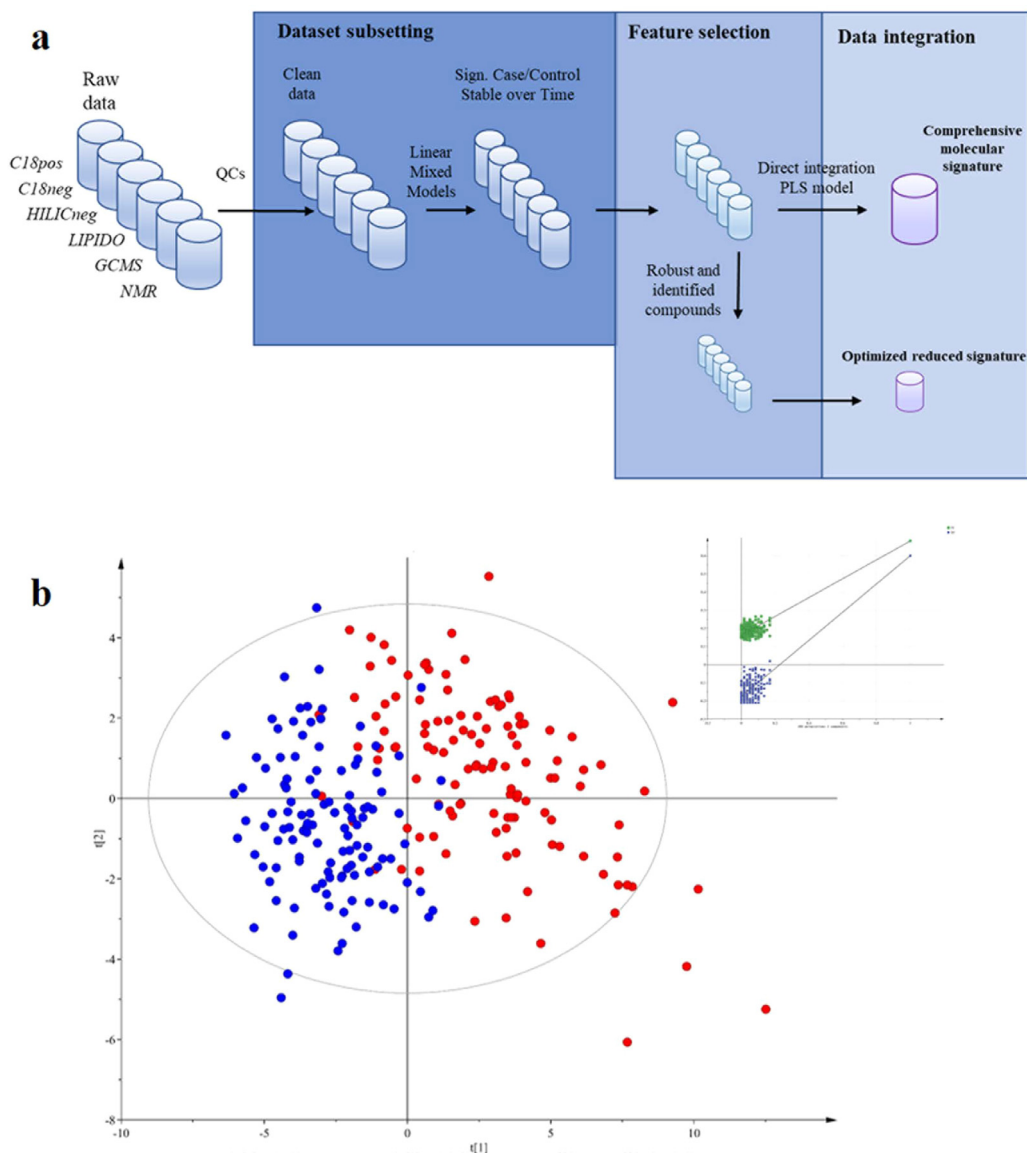 a
Dataset subsetting
Feature selection
Data integration
Raw
data
C18pos
C18neg
HILICneg
LIPIDO
GCMS
NMR
QCs
Clean
data
Linear
Mixed
Models
Sign. Case/Control
Stable over Time
Direct integration
PLS model
Robust and
identified
compounds
Comprehensive
molecular
signature
Optimized reduced signature
b
4
2
0
-2
-4
-6
-8
t[2]
-10
-5
0
5
10
t[1]